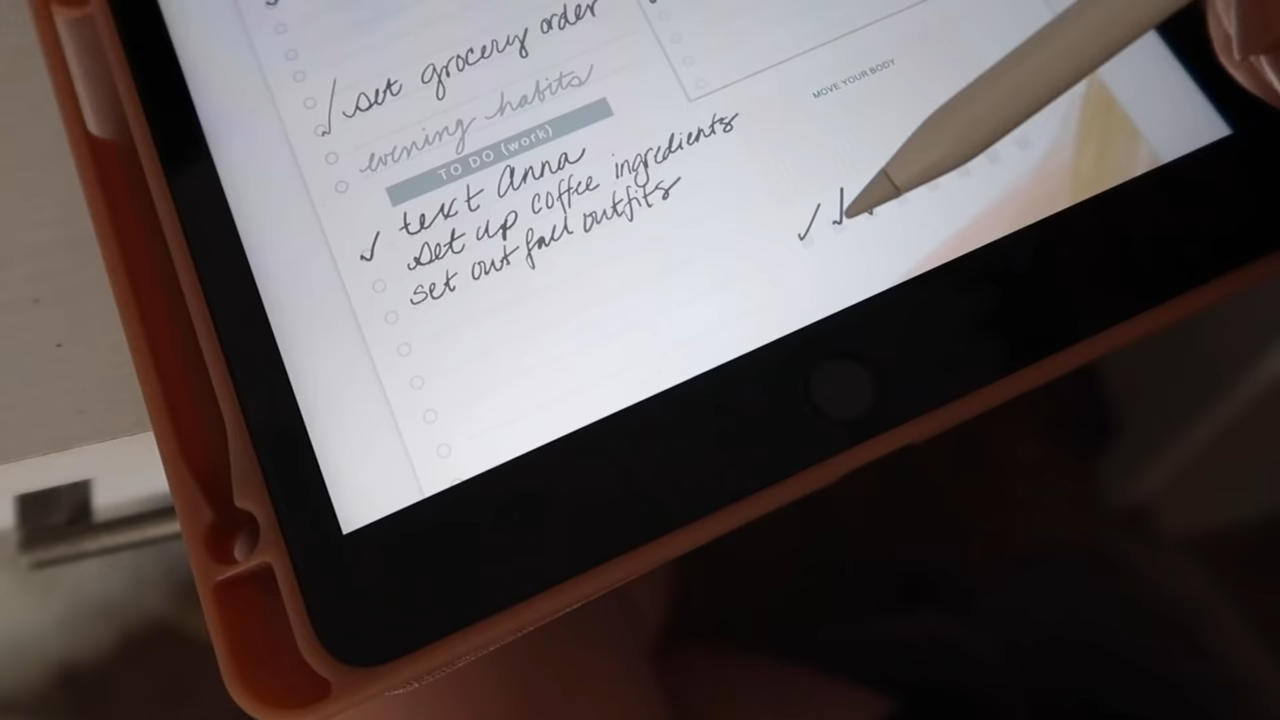 set grocery order
evening habits
TO DO (work)
text Anna
set up coffee ingredients
set out fall outfits
MOVE YOUR BODY